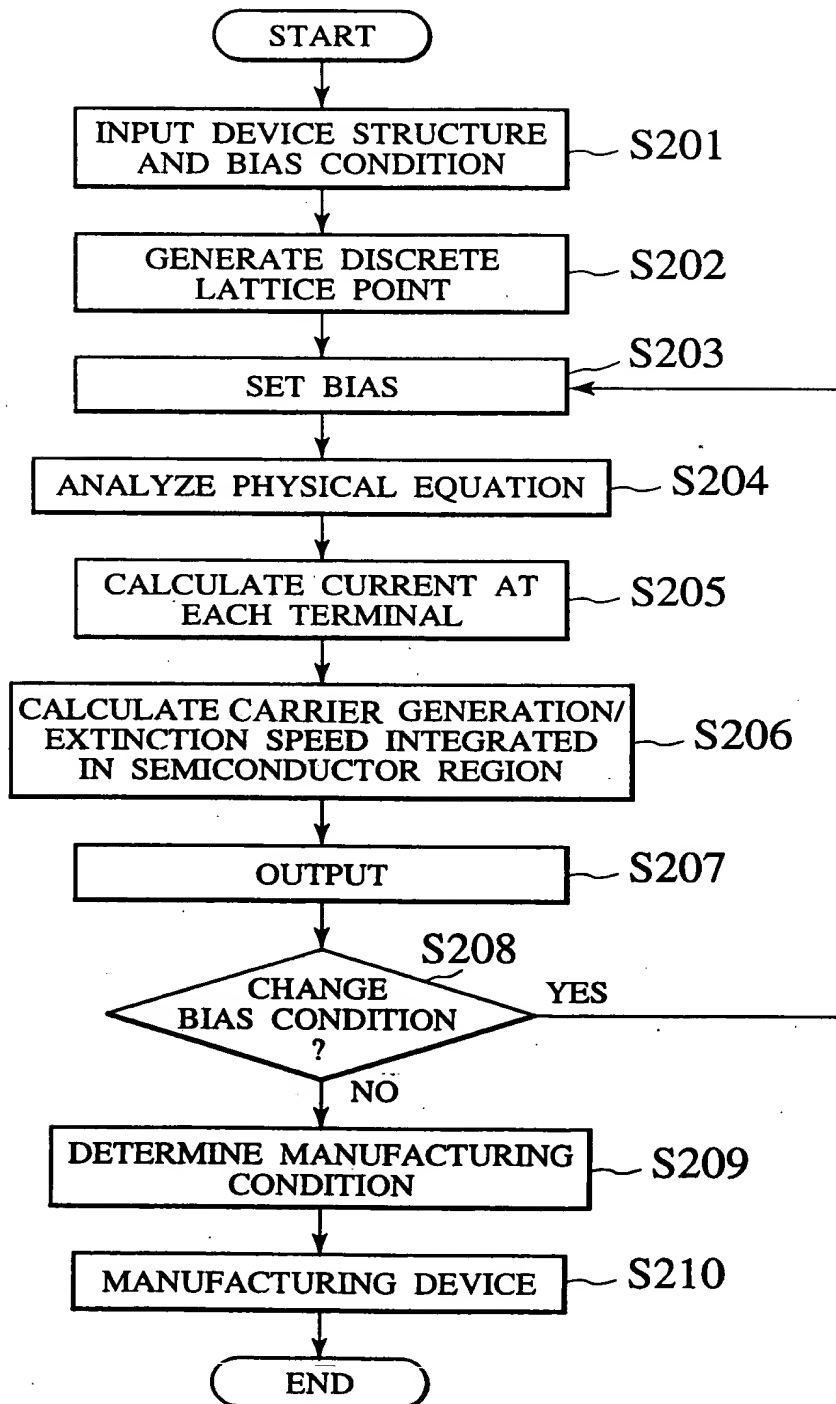 START
INPUT DEVICE STRUCTURE
AND BIAS CONDITION
S201
GENERATE DISCRETE
LATTICE POINT
S202
SET BIAS
S203
ANALYZE PHYSICAL EQUATION
S204
CALCULATE CURRENT AT
EACH TERMINAL
S205
CALCULATE CARRIER GENERATION/
EXTINCTION SPEED INTEGRATED
IN SEMICONDUCTOR REGION
S206
OUTPUT
S207
S208
CHANGE
BIAS CONDITION
?
YES
NO
DETERMINE MANUFACTURING
CONDITION
S209
MANUFACTURING DEVICE
S210
END